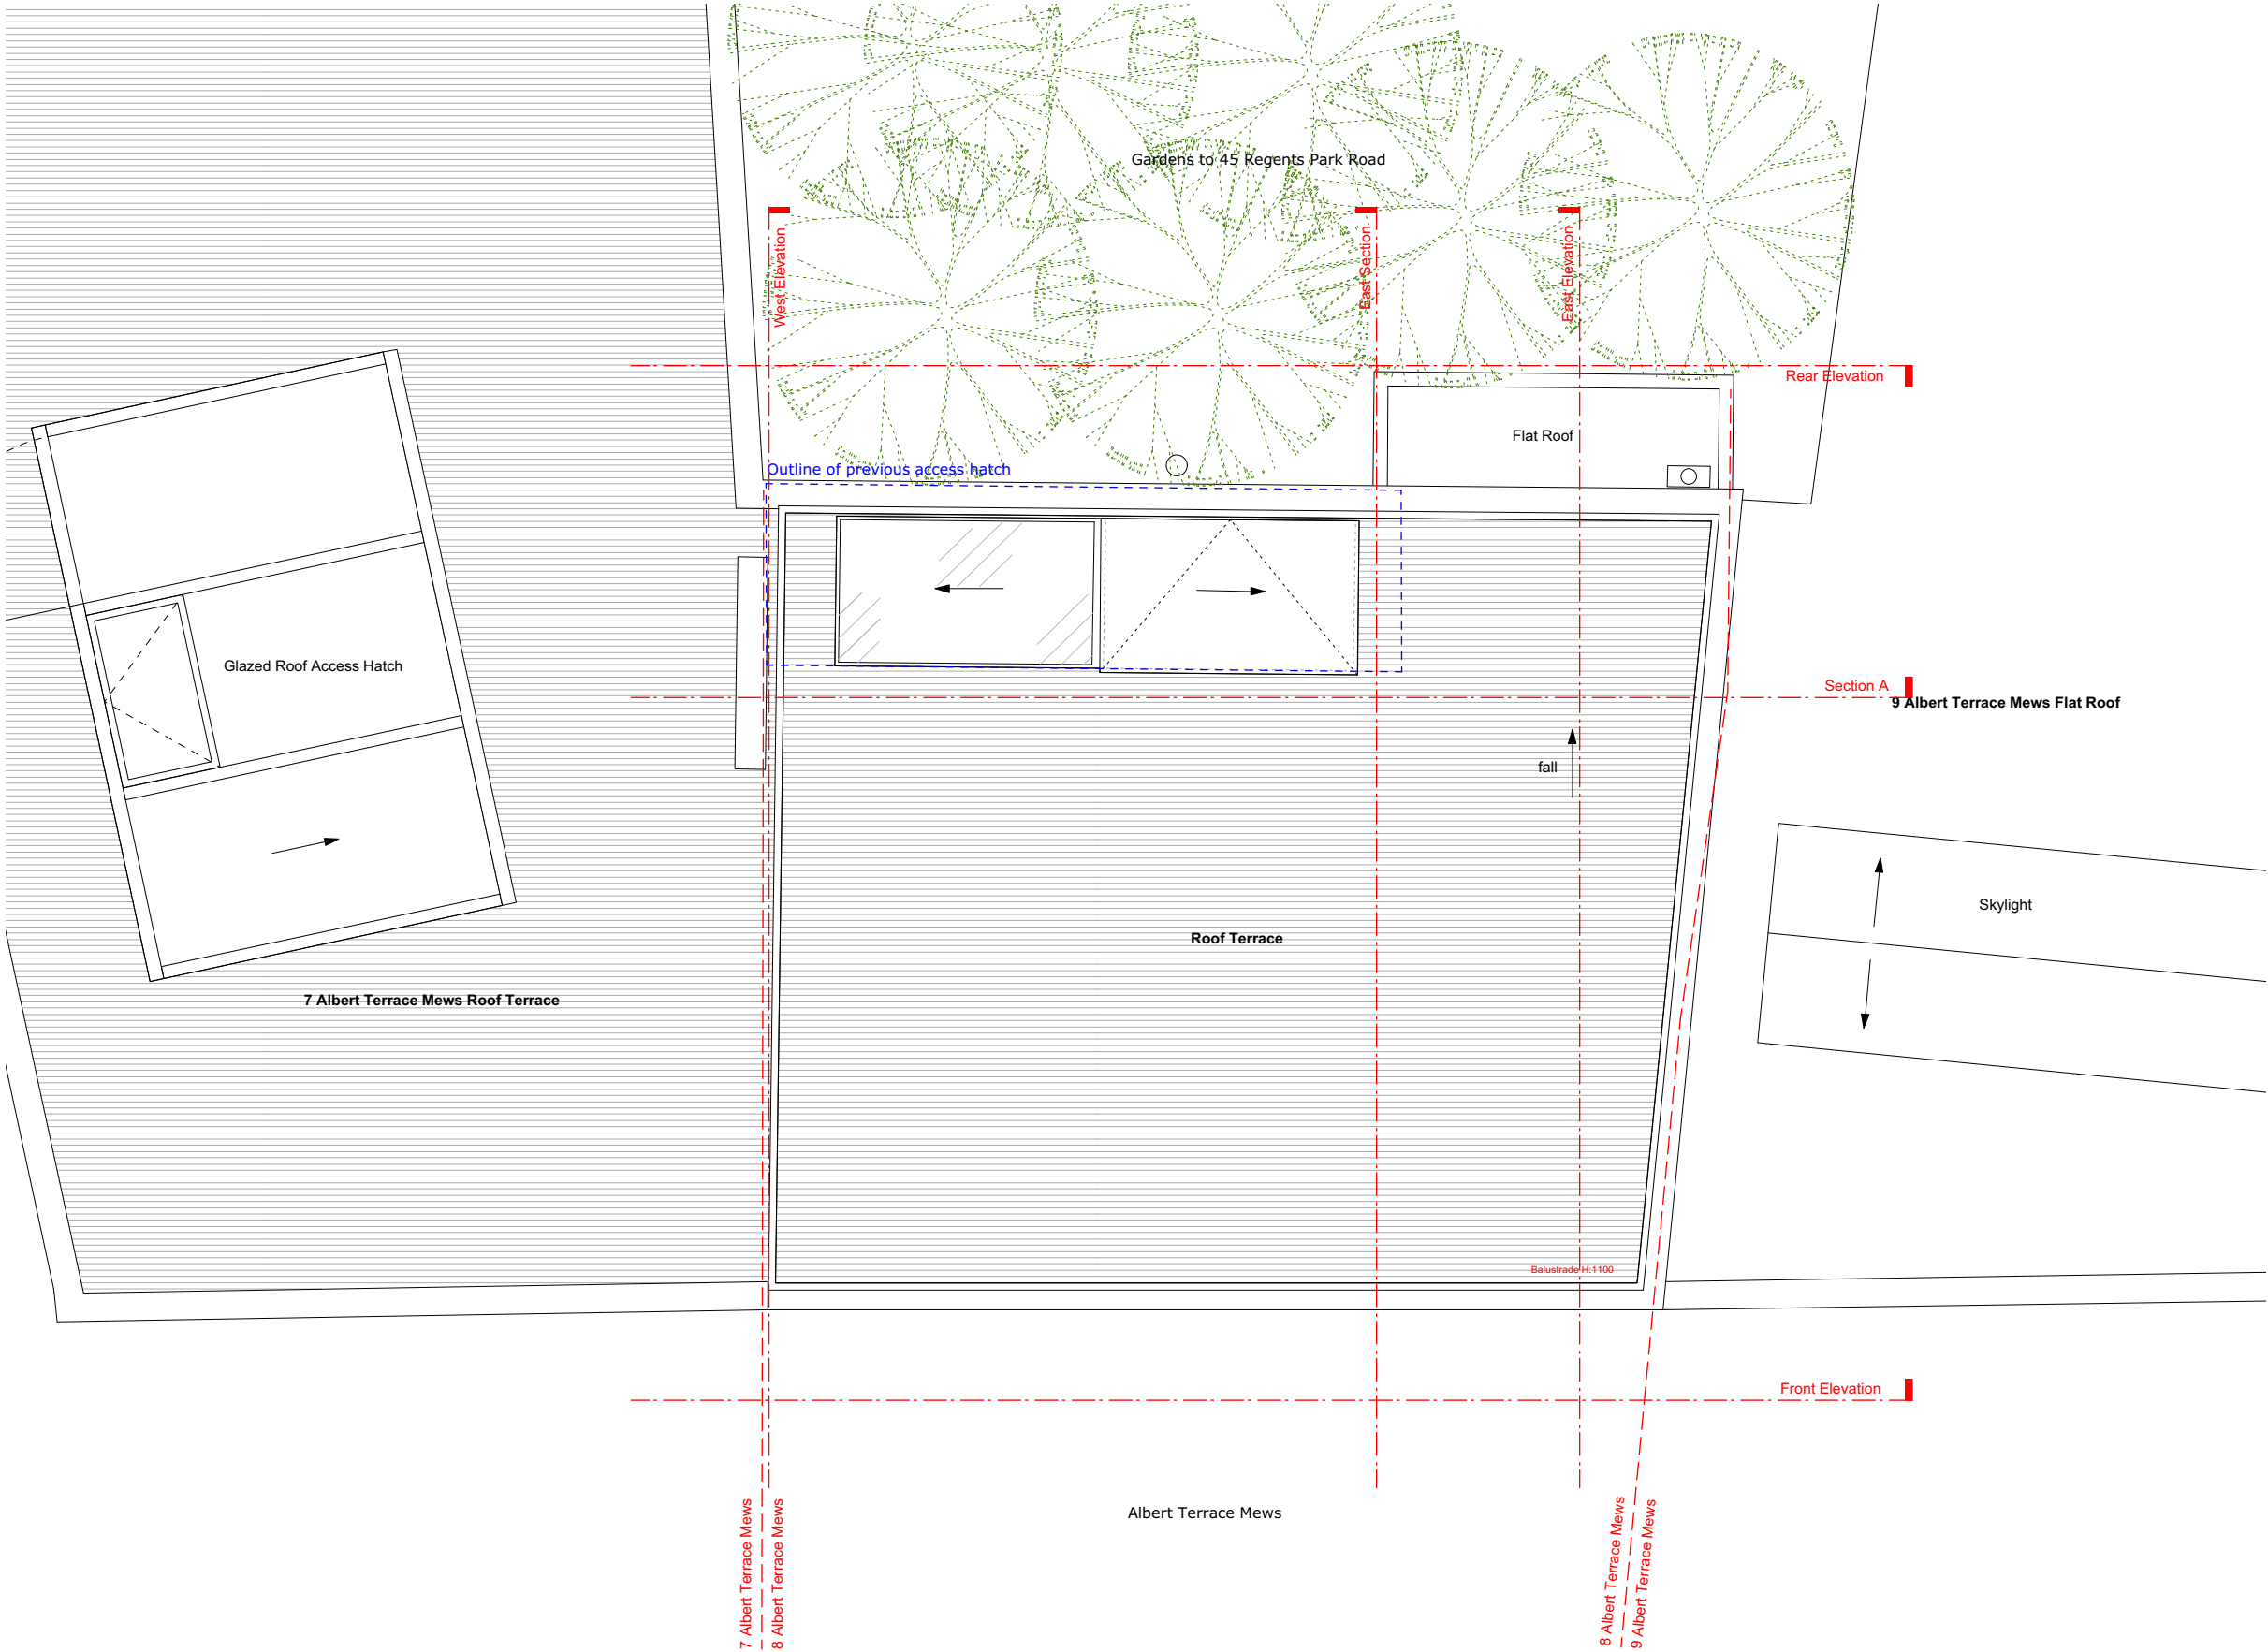 Gardens to 45 Regents Park Road
West Elevation
East Section
East Elevation
Rear Elevation
Flat Roof
Outline of previous access hatch
Glazed Roof Access Hatch
Section A
9 Albert Terrace Mews Flat Roof
fall
Skylight
Roof Terrace
7 Albert Terrace Mews Roof Terrace
Balustrade H:1100
Front Elevation
Albert Terrace Mews
7 Albert Terrace Mews
8 Albert Terrace Mews
8 Albert Terrace Mews
9 Albert Terrace Mews